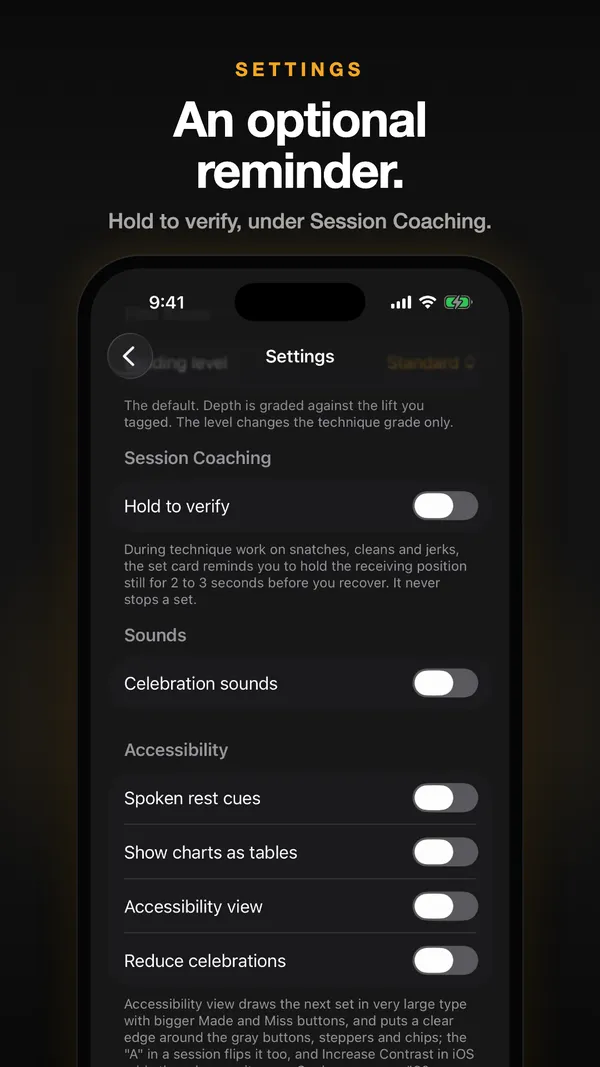 SETTINGS
An optional
reminder.
Hold to verify, under Session Coaching.
9:41
Settings
Standard
The default. Depth is graded against the lift you
tagged. The level changes the technique grade only.
Session Coaching
Hold to verify
During technique work on snatches, cleans and jerks,
the set card reminds you to hold the receiving position
still for 2 to 3 seconds before you recover. It never
stops a set.
Sounds
Celebration sounds
Accessibility
Spoken rest cues
Show charts as tables
Accessibility view
Reduce celebrations
Accessibility view draws the next set in very large type
with bigger Made and Miss buttons, and puts a clear
edge around the gray buttons, steppers and chips; the
"A" in a session flips it too, and Increase Contrast in iOS